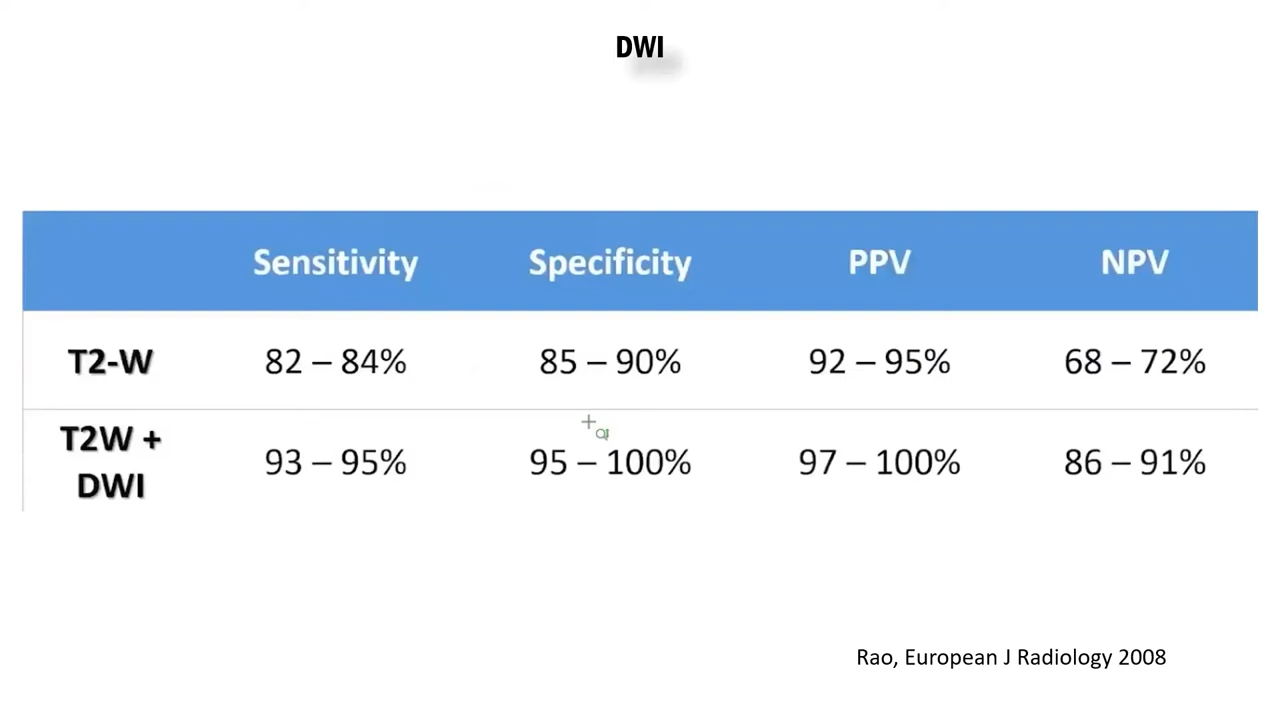 DWI
Sensitivity Specificity PPV NPV
T2-W 82 – 84% 85 – 90% 92 – 95% 68 – 72%
T2W +
DWI 93 – 95% 95 – 100% 97 – 100% 86 – 91%
Rao, European J Radiology 2008